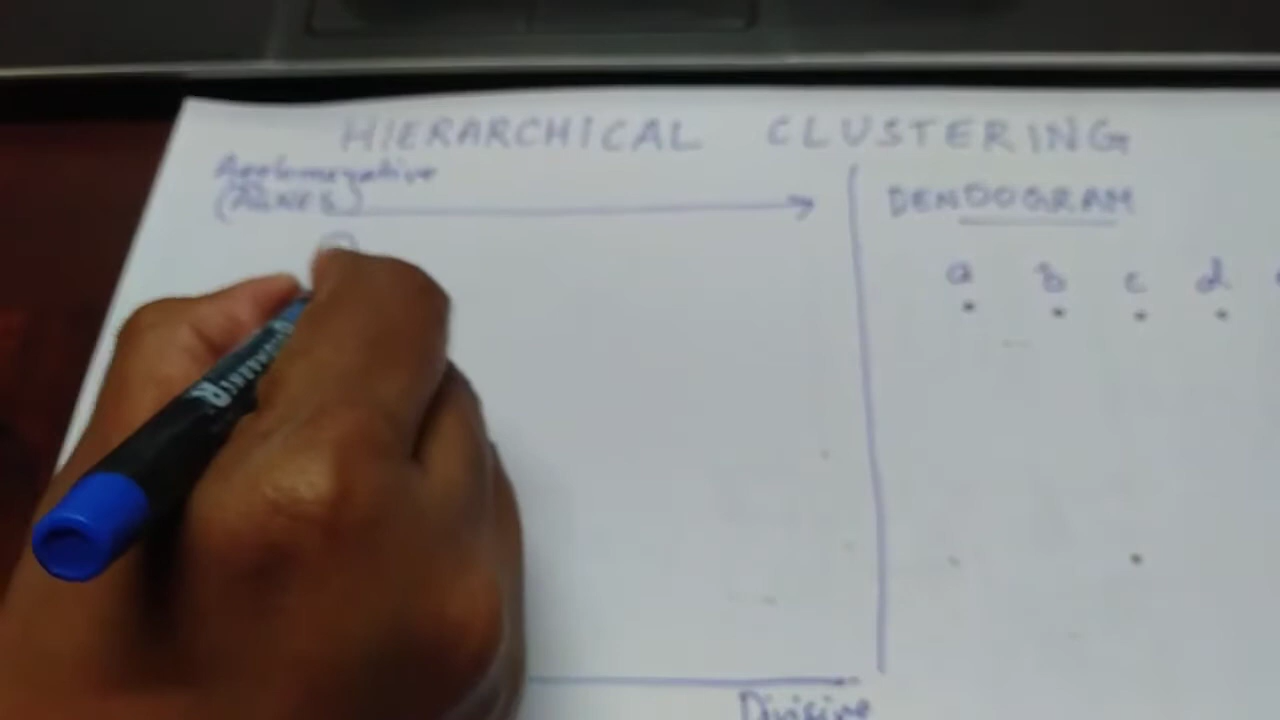 HIERARCHICAL CLUSTERING
Agglomerative
DENDOGRAM
a b c d
Divisive